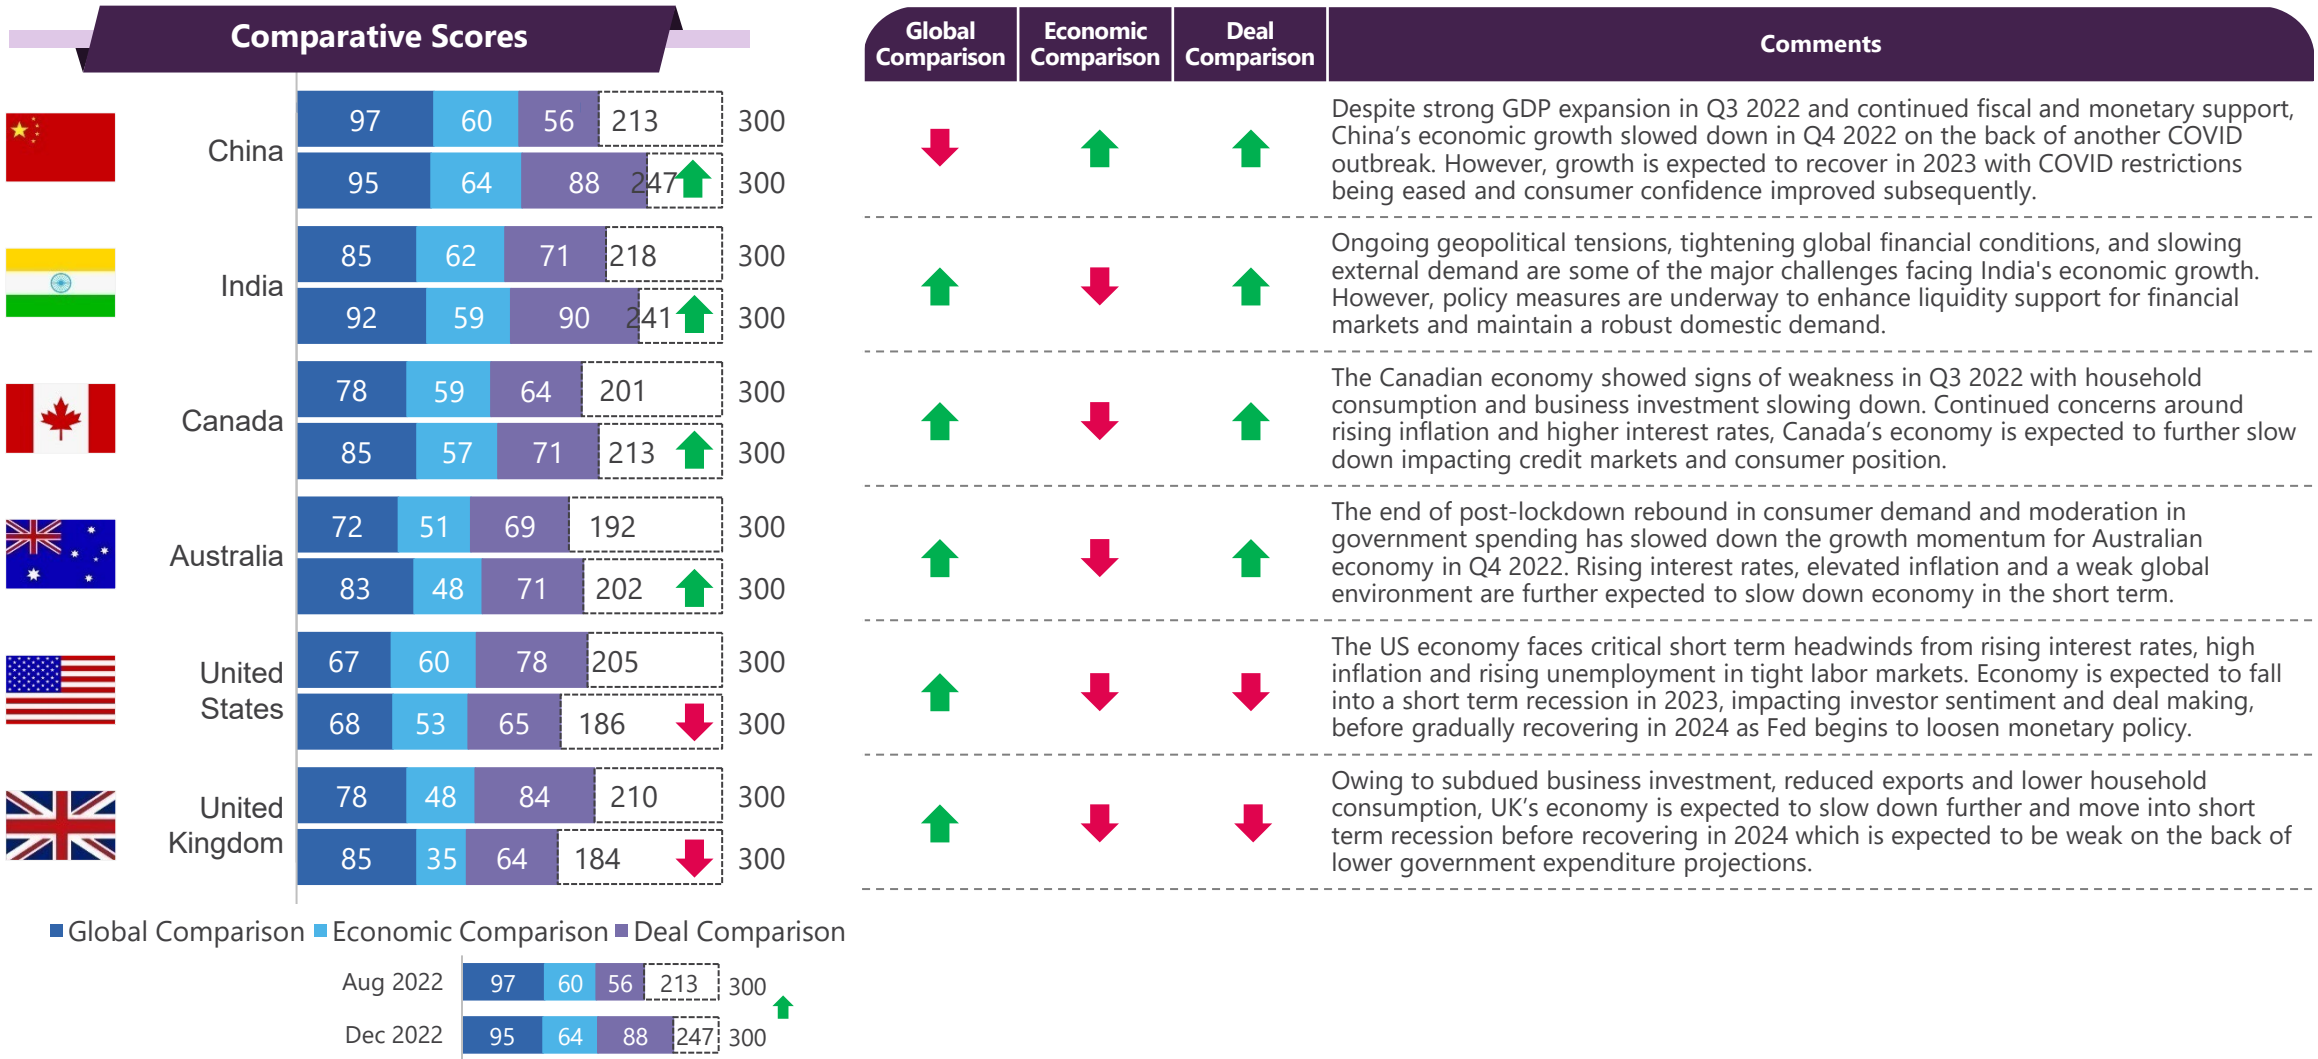 Comparative Scores
China
97 60 56 213 300
95 64 88 247 300
India
85 62 71 218 300
92 59 90 241 300
Canada
78 59 64 201 300
85 57 71 213 300
Australia
72 51 69 192 300
83 48 71 202 300
United
States
67 60 78 205 300
68 53 65 186 300
United
Kingdom
78 48 84 210 300
85 35 64 184 300
Global Comparison Economic Comparison Deal Comparison
Aug 2022 97 60 56 213 300
Dec 2022 95 64 88 247 300
Global
Comparison
Economic
Comparison
Deal
Comparison
Comments
Despite strong GDP expansion in Q3 2022 and continued fiscal and monetary support,
China’s economic growth slowed down in Q4 2022 on the back of another COVID
outbreak. However, growth is expected to recover in 2023 with COVID restrictions
being eased and consumer confidence improved subsequently.
Ongoing geopolitical tensions, tightening global financial conditions, and slowing
external demand are some of the major challenges facing India's economic growth.
However, policy measures are underway to enhance liquidity support for financial
markets and maintain a robust domestic demand.
The Canadian economy showed signs of weakness in Q3 2022 with household
consumption and business investment slowing down. Continued concerns around
rising inflation and higher interest rates, Canada’s economy is expected to further slow
down impacting credit markets and consumer position.
The end of post-lockdown rebound in consumer demand and moderation in
government spending has slowed down the growth momentum for Australian
economy in Q4 2022. Rising interest rates, elevated inflation and a weak global
environment are further expected to slow down economy in the short term.
The US economy faces critical short term headwinds from rising interest rates, high
inflation and rising unemployment in tight labor markets. Economy is expected to fall
into a short term recession in 2023, impacting investor sentiment and deal making,
before gradually recovering in 2024 as Fed begins to loosen monetary policy.
Owing to subdued business investment, reduced exports and lower household
consumption, UK’s economy is expected to slow down further and move into short
term recession before recovering in 2024 which is expected to be weak on the back of
lower government expenditure projections.